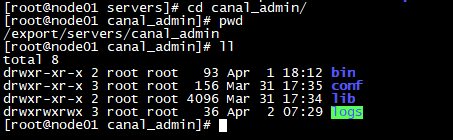 [root@node01 servers]# cd canal_admin/
[root@node01 canal_admin]# pwd
/export/servers/canal_admin
[root@node01 canal_admin]# ll
total 8
drwxr-xr-x 2 root root   93 Apr  1 18:12 bin
drwxr-xr-x 3 root root  156 Mar 31 17:35 conf
drwxr-xr-x 2 root root 4096 Mar 31 17:34 lib
drwxrwxrwx 3 root root   36 Apr  2 07:29 logs
[root@node01 canal_admin]#